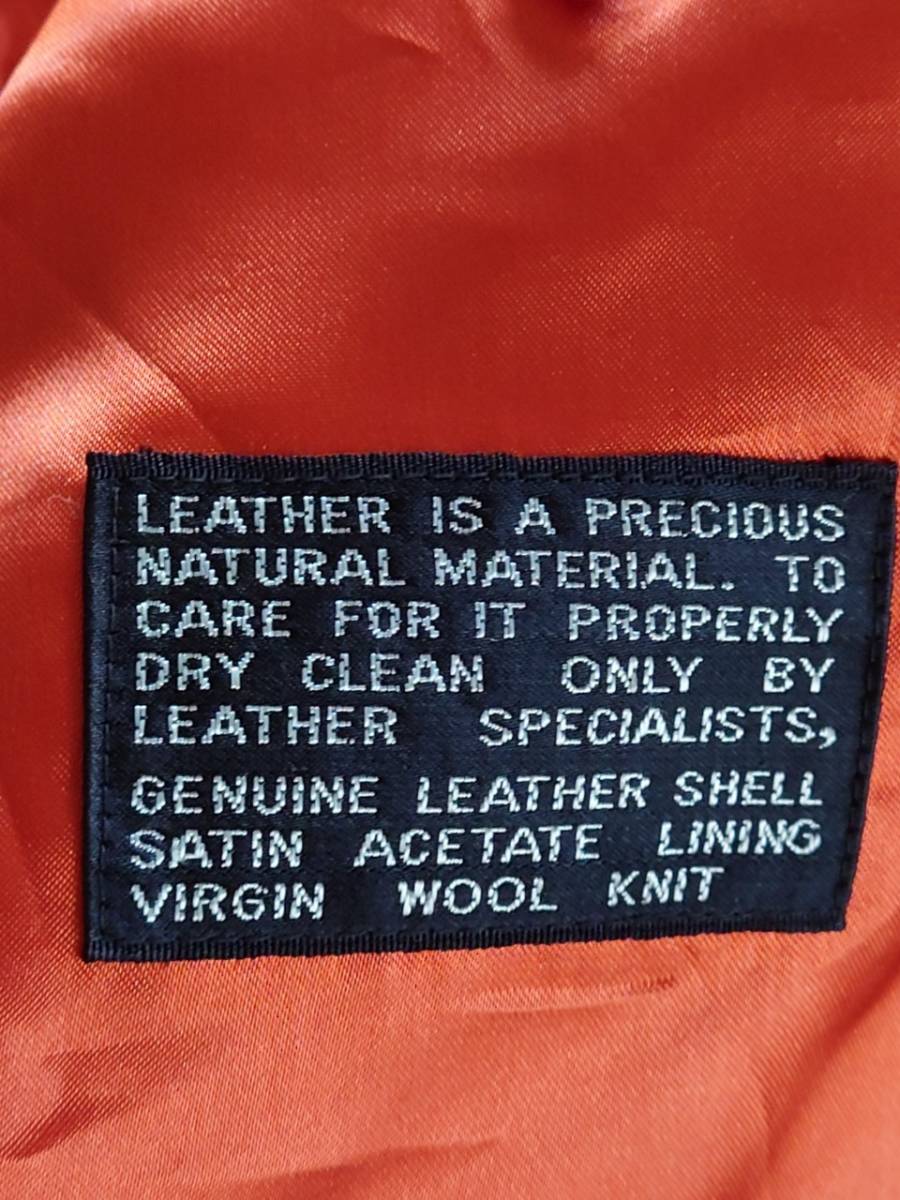 LEATHER IS A PRECIOUS
NATURAL MATERIAL. TO
CARE FOR IT PROPERLY
DRY CLEAN ONLY BY
LEATHER SPECIALISTS,
GENUINE LEATHER SHELL
SATIN ACETATE LINING
VIRGIN WOOL KNIT